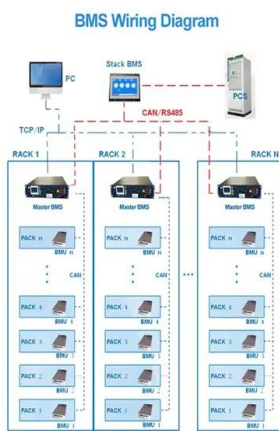 BMS Wiring Diagram
Stack BMS
PC
PCS
CAN/RS485
TCP/IP
RACK 1
RACK 2
RACK N
Master BMS
Master BMS
Master BMS
PACK n
BMU n
PACK n
BMU n
PACK n
BMU n
CAN
CAN
CAN
PACK 4
BMU 4
PACK 4
BMU 4
PACK 4
BMU 4
PACK 3
BMU 3
PACK 3
BMU 3
PACK 3
BMU 3
PACK 2
BMU 2
PACK 2
BMU 2
PACK 2
BMU 2
PACK 1
BMU 1
PACK 1
BMU 1
PACK 1
BMU 1